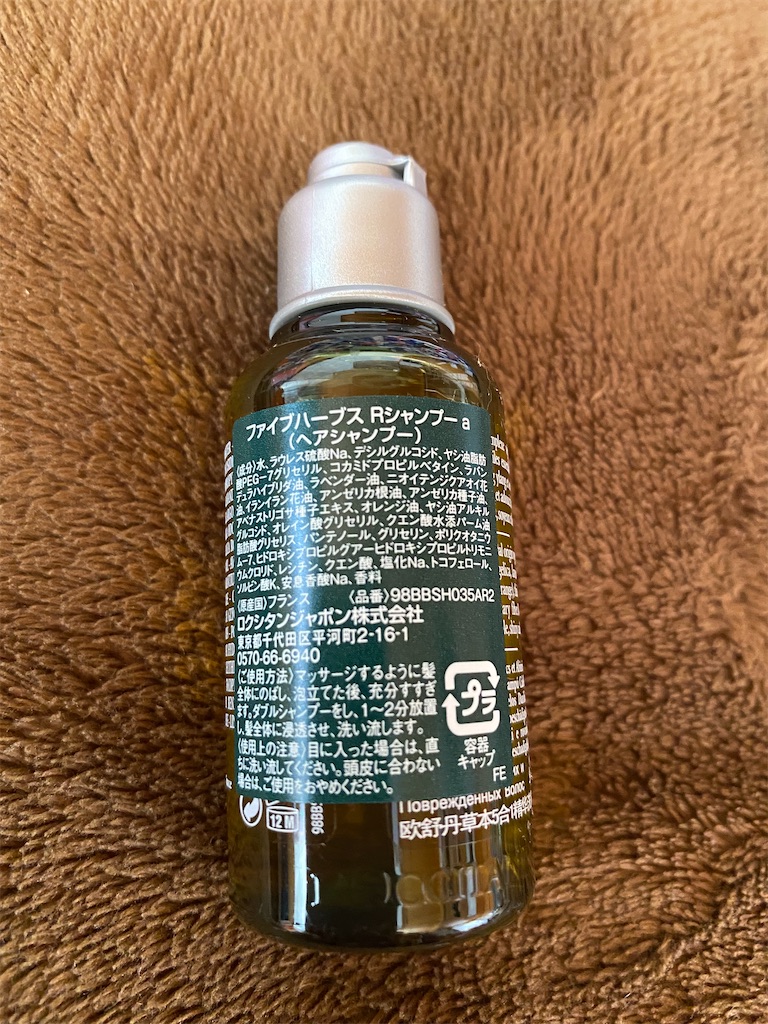 ファイブハーブス Rシャンプー a
(ヘアシャンプー)
〈成分〉水、ラウレス硫酸Na、デシルグルコシド、ヤシ油脂肪
酸PEG-7グリセリル、コカミドプロピルベタイン、ラバン
デュラハイブリダ油、ラベンダー油、ニオイテンジクアオイ花
油、イランイラン花油、アンゼリカ根油、アンゼリカ種子油、
アベナストリゴサ種子エキス、オレンジ油、ヤシ油アルキル
グルコシド、オレイン酸グリセリル、クエン酸水添パーム油
脂肪酸グリセリズ、パンテノール、グリセリン、ポリクオタニウ
ム-7、ヒドロキシプロピルグアーヒドロキシプロピルトリモニ
ウムクロリド、レシチン、クエン酸、塩化Na、トコフェロール、
ソルビン酸K、安息香酸Na、香料
〈原産国〉フランス 〈品番〉98BBSH035AR2
ロクシタンジャポン株式会社
東京都千代田区平河町2-16-1
0570-66-6940
〈ご使用方法〉マッサージするように髪
全体にのばし、泡立てた後、充分すすぎ
ます。ダブルシャンプーをし、1~2分放置
し、髪全体に浸透させ、洗い流します。
〈使用上の注意〉目に入った場合は、直
ちに洗い流してください。頭皮に合わない
場合は、ご使用をおやめください。
プラ
容器
キャップ
FE
12 M
98BBS
Поврежденных Волос
欧舒丹草本5合1精华